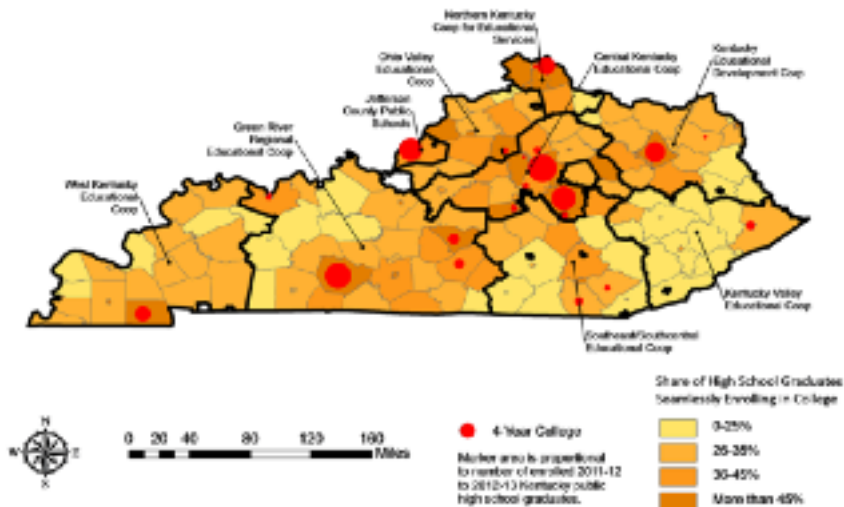 Northern Kentucky
Coop for Educational
Services
Ohio Valley
Educational
Coop
Central Kentucky
Educational Coop
Kentucky
Educational
Development Coop
Jefferson
County Public
Schools
Green River
Regional
Educational Coop
West Kentucky
Educational
Coop
Kentucky Valley
Educational Coop
Southeast/Southcentral
Educational Coop
Share of High School Graduates
Seamlessly Enrolling in College
0-25%
26-35%
36-45%
More than 45%
4-Year College
Marker area is proportional
to number of enrolled 2011-12
to 2012-13 Kentucky public
high school graduates.
N
W E
S
0 20 40 80 120 160
Miles